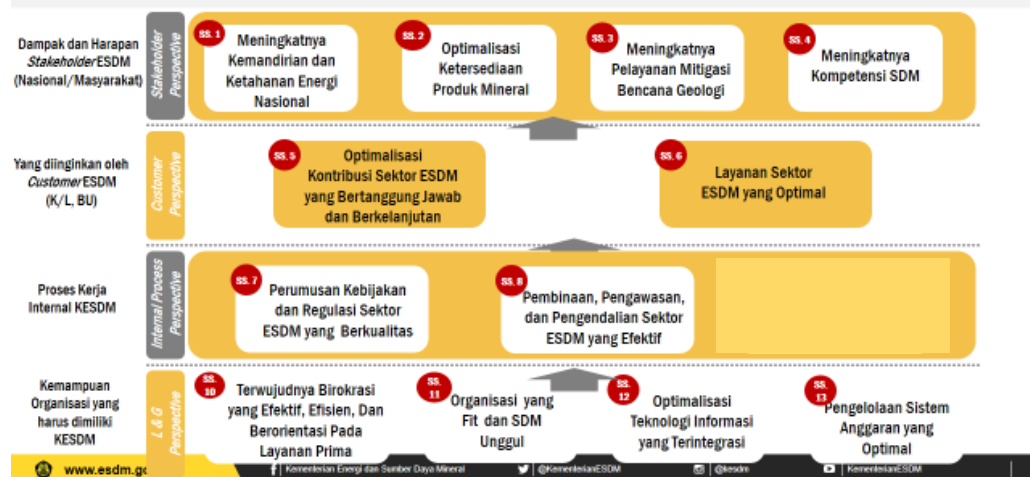 Dampak dan Harapan
Stakeholder ESDM
(Nasional/Masyarakat)
Stakeholder
Perspective
SS. 1
Meningkatnya
Kemandirian dan
Ketahanan Energi
Nasional
SS. 2
Optimalisasi
Ketersediaan
Produk Mineral
SS. 3
Meningkatnya
Pelayanan Mitigasi
Bencana Geologi
SS. 4
Meningkatnya
Kompetensi SDM
Yang diinginkan oleh
Customer ESDM
(K/L, BU)
Customer
Perspective
SS. 5
Optimalisasi
Kontribusi Sektor ESDM
yang Bertanggung Jawab
dan Berkelanjutan
SS. 6
Layanan Sektor
ESDM yang Optimal
Proses Kerja
Internal KESDM
Internal Process
Perspective
SS. 7
Perumusan Kebijakan
dan Regulasi Sektor
ESDM yang Berkualitas
SS. 8
Pembinaan, Pengawasan,
dan Pengendalian Sektor
ESDM yang Efektif
Kemampuan
Organisasi yang
harus dimiliki
KESDM
L & G
Perspective
SS.
10
Terwujudnya Birokrasi
yang Efektif, Efisien, Dan
Berorientasi Pada
Layanan Prima
SS.
11
Organisasi yang
Fit dan SDM
Unggul
SS.
12
Optimalisasi
Teknologi Informasi
yang Terintegrasi
SS.
13
Pengelolaan Sistem
Anggaran yang
Optimal
www.esdm.go
Kementerian Energi dan Sumber Daya Mineral
@KementerianESDM
@kesdm
KementerianESDM